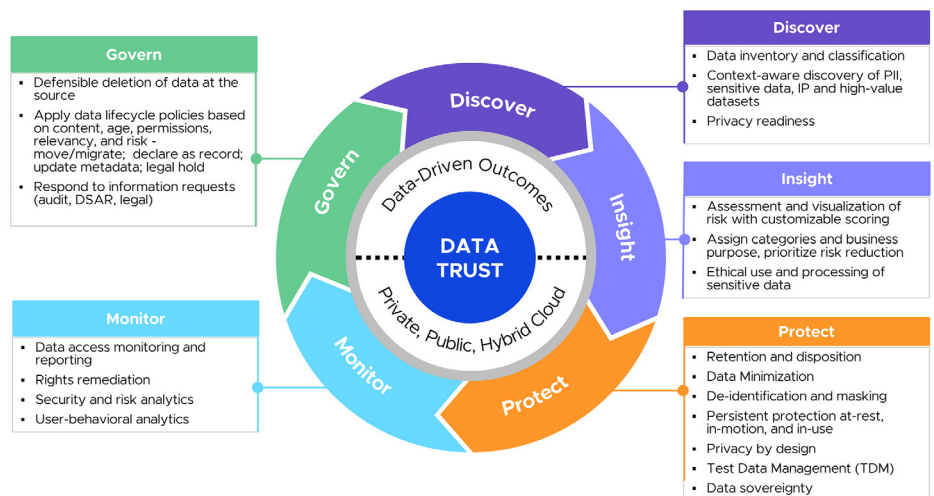 Govern
▪ Defensible deletion of data at the
source
▪ Apply data lifecycle policies based
on content, age, permissions,
relevancy, and risk -
move/migrate; declare as record;
update metadata; legal hold
▪ Respond to information requests
(audit, DSAR, legal)
Monitor
▪ Data access monitoring and
reporting
▪ Rights remediation
▪ Security and risk analytics
▪ User-behavioral analytics
Discover
Insight
Protect
Monitor
Govern
Data-Driven Outcomes
DATA
TRUST
Private, Public, Hybrid Cloud
Discover
▪ Data inventory and classification
▪ Context-aware discovery of PII,
sensitive data, IP and high-value
datasets
▪ Privacy readiness
Insight
▪ Assessment and visualization of
risk with customizable scoring
▪ Assign categories and business
purpose, prioritize risk reduction
▪ Ethical use and processing of
sensitive data
Protect
▪ Retention and disposition
▪ Data Minimization
▪ De-identification and masking
▪ Persistent protection at-rest,
in-motion, and in-use
▪ Privacy by design
▪ Test Data Management (TDM)
▪ Data sovereignty